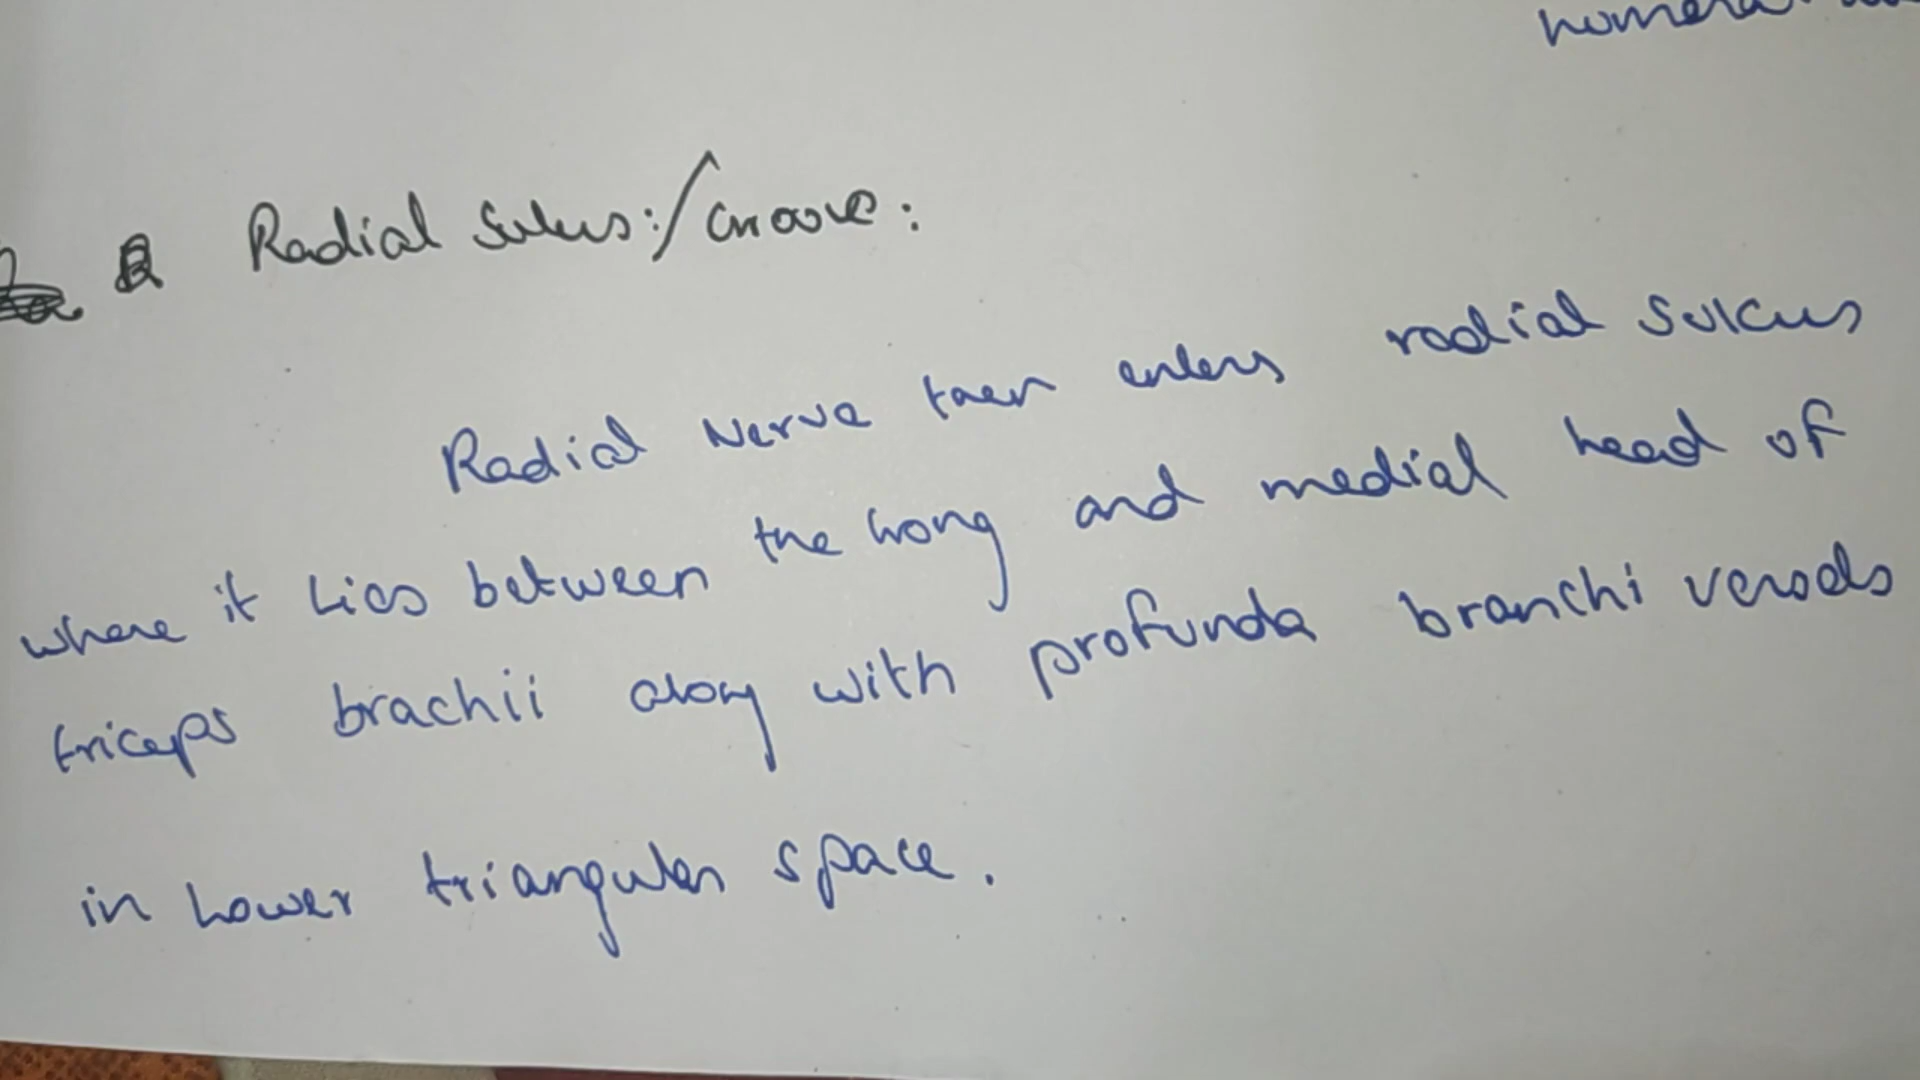 Radial Sulcus:/Groove:
Radial Nerve then enters radial sulcus
where it lies between the long and medial head of
triceps brachii along with profunda branchi vessels
in lower triangular space.